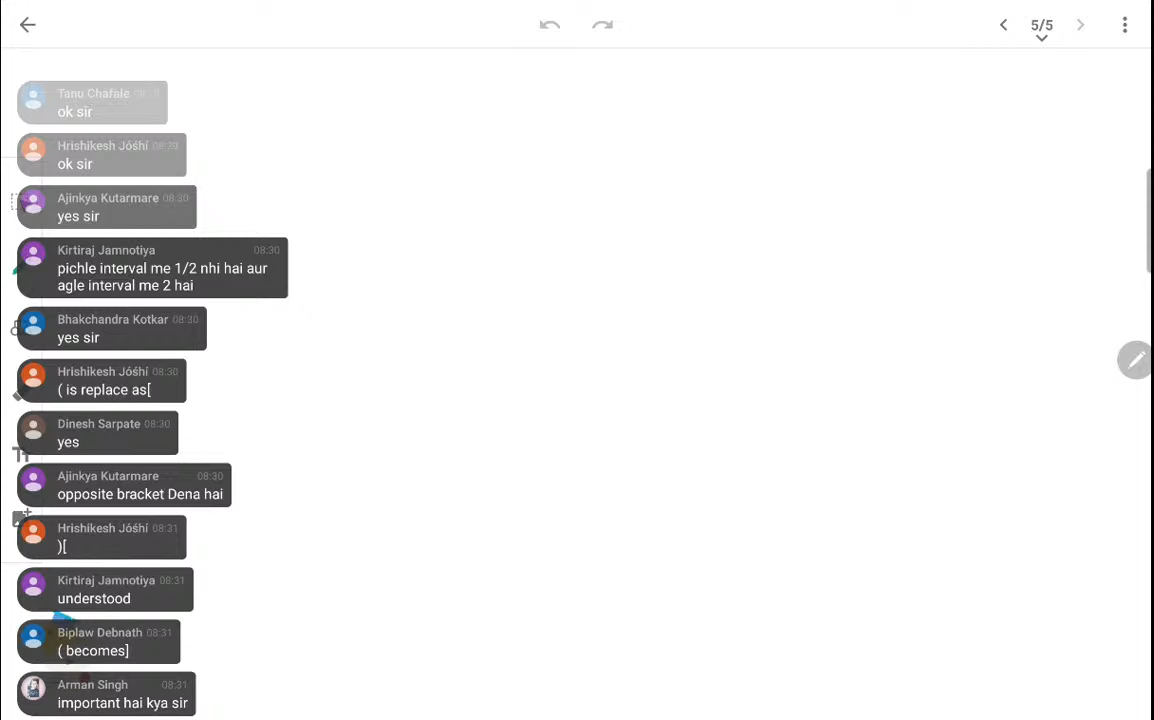 5/5
Tanu Chafale
ok sir
Hrishikesh Jóshí 08:29
ok sir
Ajinkya Kutarmare 08:30
yes sir
Kirtiraj Jamnotiya 08:30
pichle interval me 1/2 nhi hai aur
agle interval me 2 hai
Bhakchandra Kotkar 08:30
yes sir
Hrishikesh Jóshí 08:30
( is replace as[
Dinesh Sarpate 08:30
yes
Ajinkya Kutarmare 08:30
opposite bracket Dena hai
Hrishikesh Jóshí 08:31
)[
Kirtiraj Jamnotiya 08:31
understood
Biplaw Debnath 08:31
( becomes]
Arman Singh 08:31
important hai kya sir
Tt